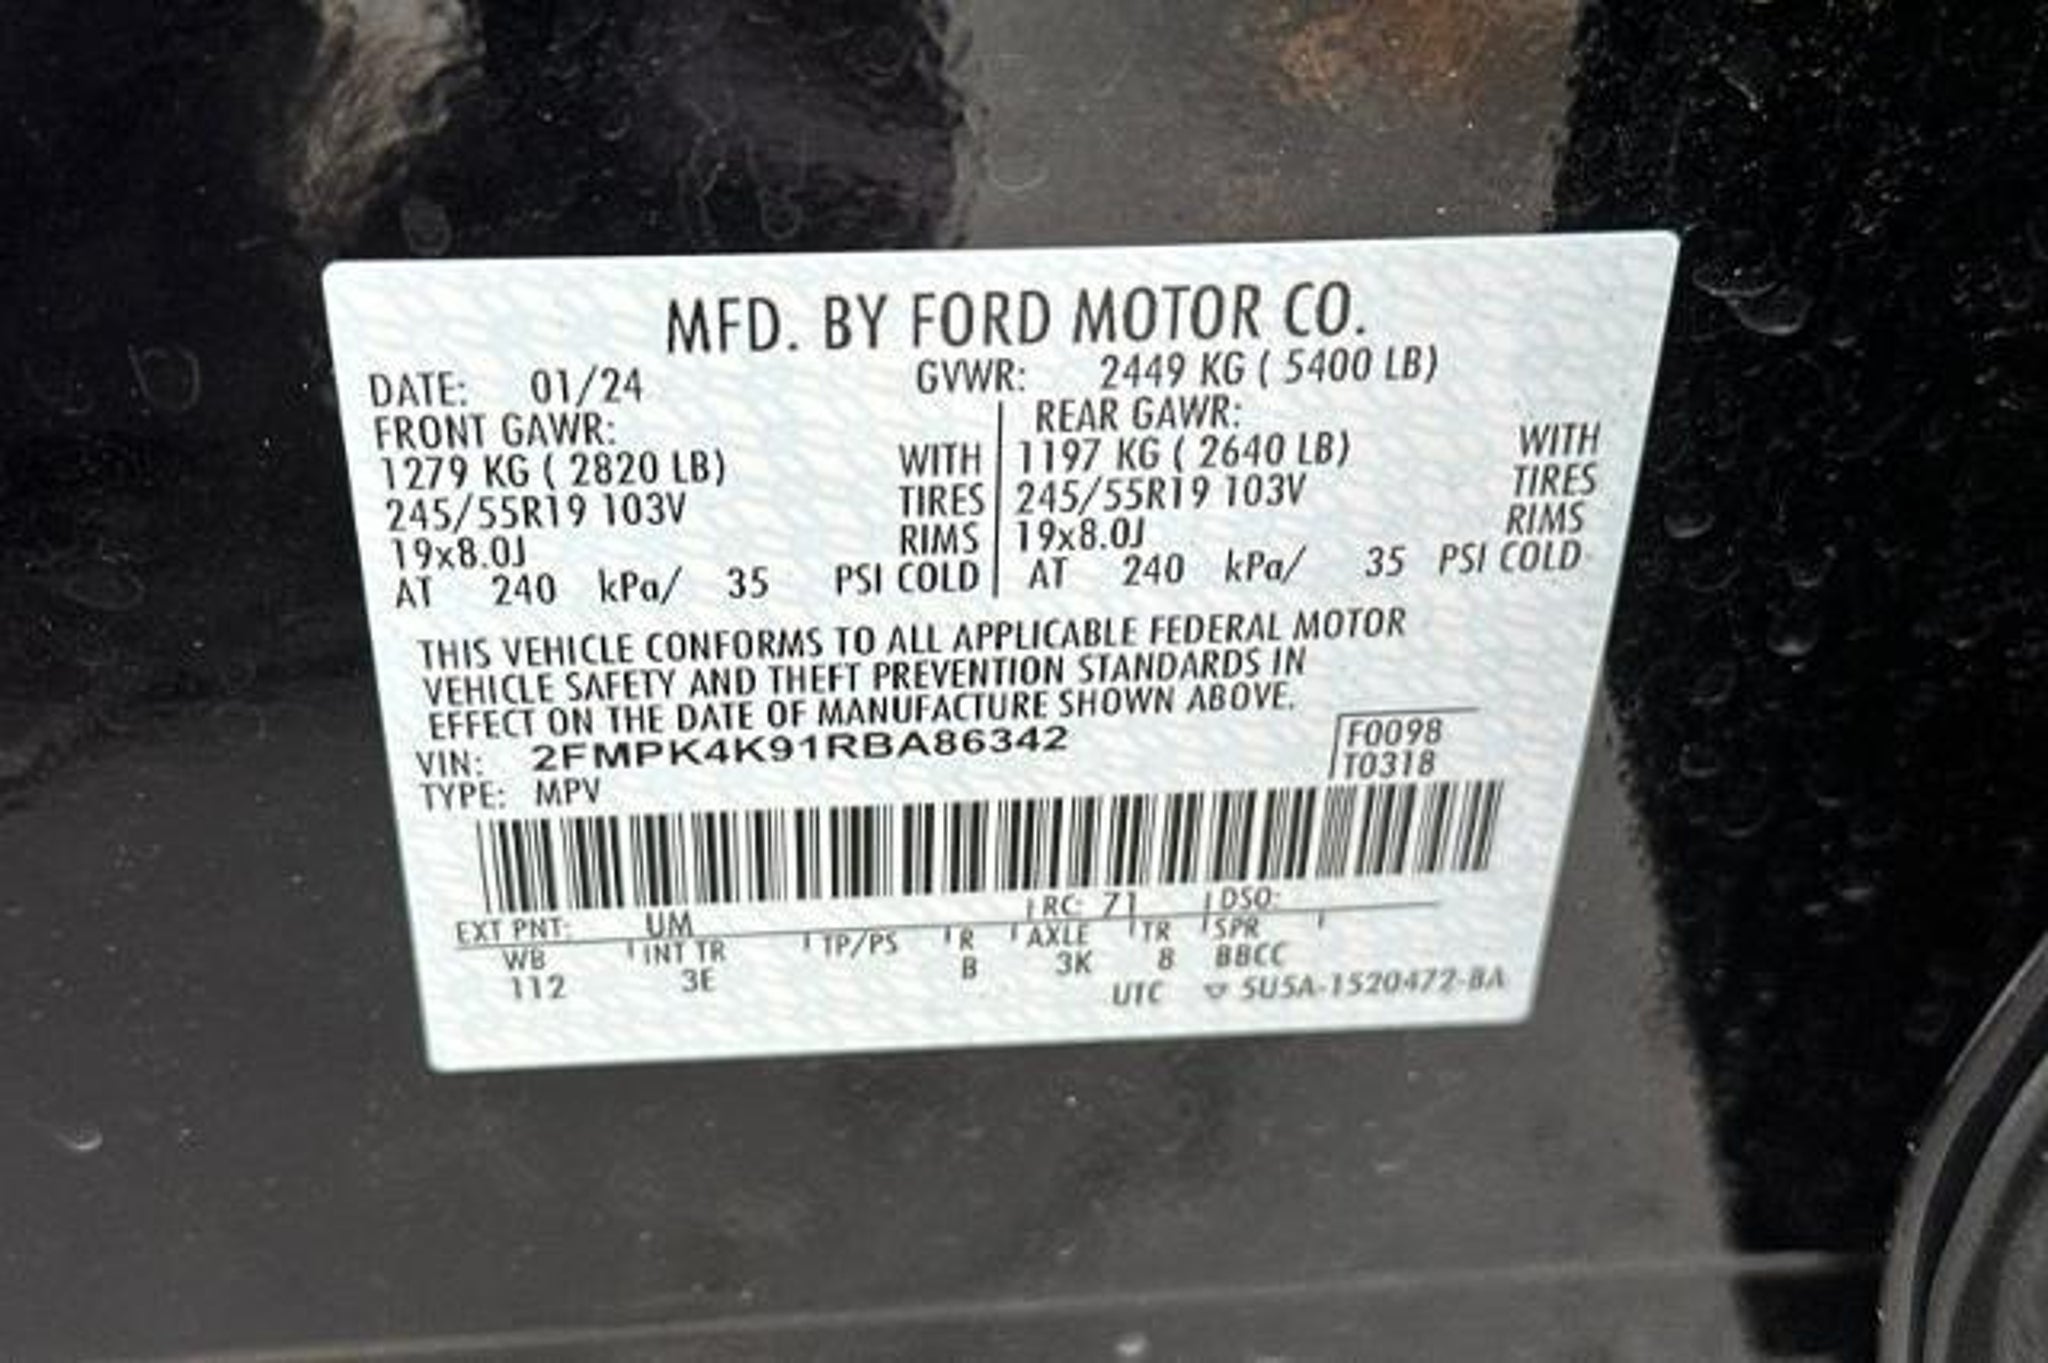 MFD. BY FORD MOTOR CO.
DATE: 01/24 GVWR: 2449 KG ( 5400 LB)
FRONT GAWR: REAR GAWR:
1279 KG ( 2820 LB) WITH 1197 KG ( 2640 LB) WITH
245/55R19 103V TIRES 245/55R19 103V TIRES
19x8.0J RIMS 19x8.0J RIMS
AT 240 kPa/ 35 PSI COLD AT 240 kPa/ 35 PSI COLD
THIS VEHICLE CONFORMS TO ALL APPLICABLE FEDERAL MOTOR
VEHICLE SAFETY AND THEFT PREVENTION STANDARDS IN
EFFECT ON THE DATE OF MANUFACTURE SHOWN ABOVE.
VIN: 2FMPK4K91RBA86342 F0098
TYPE: MPV T0318
EXT PNT: UM RC: 71 DSO:
WB INT TR TP/PS R AXLE TR SPR
112 3E B 3K 8 BBCC
UTC 5U5A-1520472-BA